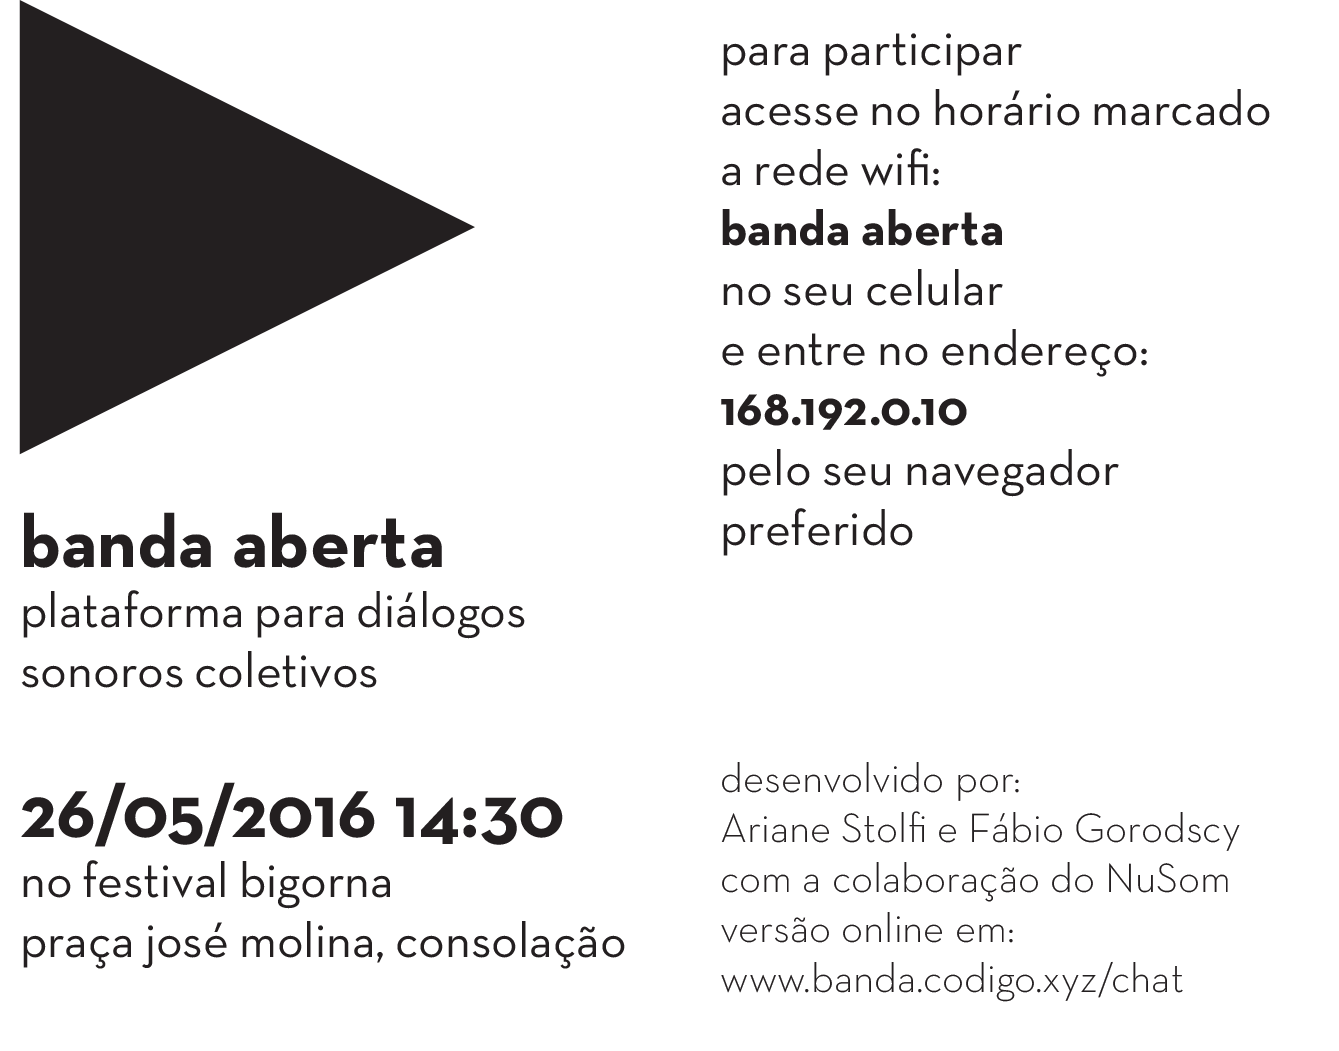 banda aberta
plataforma para diálogos
sonoros coletivos
26/05/2016 14:30
no festival bigorna
praça josé molina, consolação
para participar
acesse no horário marcado
a rede wifi:
banda aberta
no seu celular
e entre no endereço:
168.192.0.10
pelo seu navegador
preferido
desenvolvido por:
Ariane Stolfi e Fábio Gorodscy
com a colaboração do NuSom
versão online em:
www.banda.codigo.xyz/chat